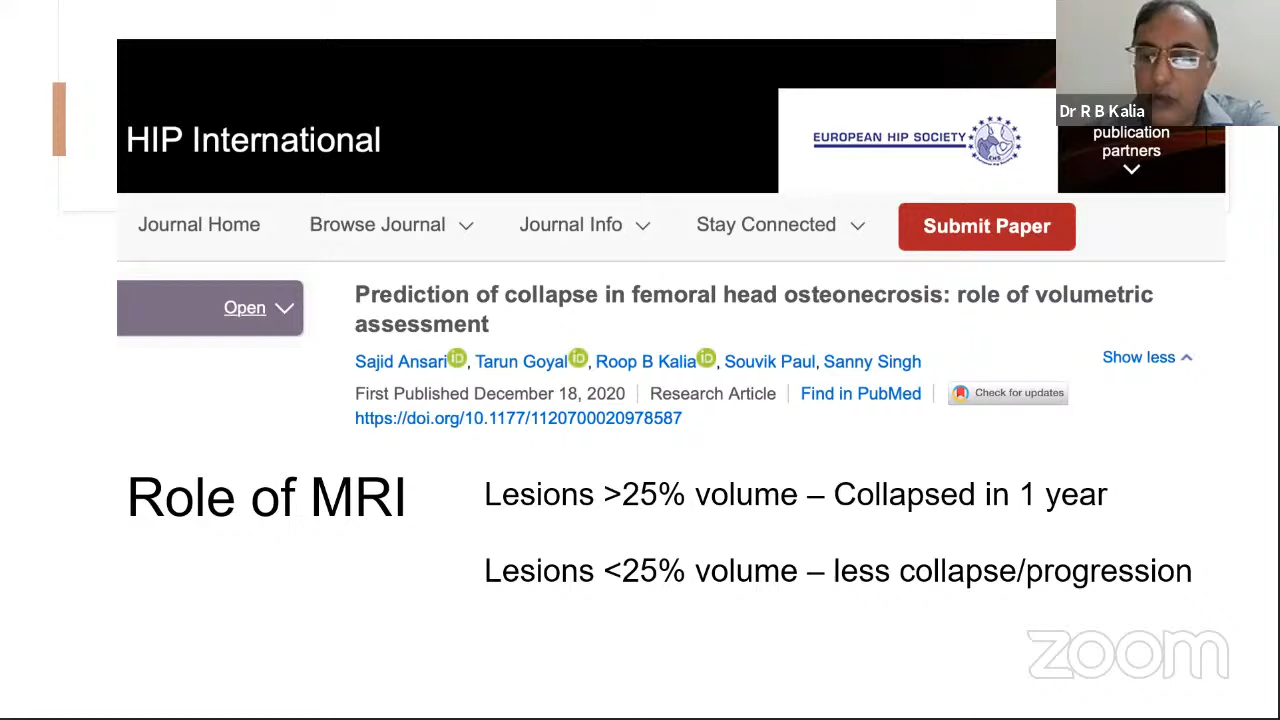 Dr R B Kalia
publication
partners
HIP International
EUROPEAN HIP SOCIETY
Journal Home Browse Journal Journal Info Stay Connected Submit Paper
Open
Prediction of collapse in femoral head osteonecrosis: role of volumetric
assessment
Sajid Ansari iD, Tarun Goyal iD, Roop B Kalia iD, Souvik Paul, Sanny Singh
Show less
First Published December 18, 2020 Research Article Find in PubMed Check for updates
https://doi.org/10.1177/1120700020978587
Role of MRI
Lesions >25% volume – Collapsed in 1 year
Lesions <25% volume – less collapse/progression
zoom